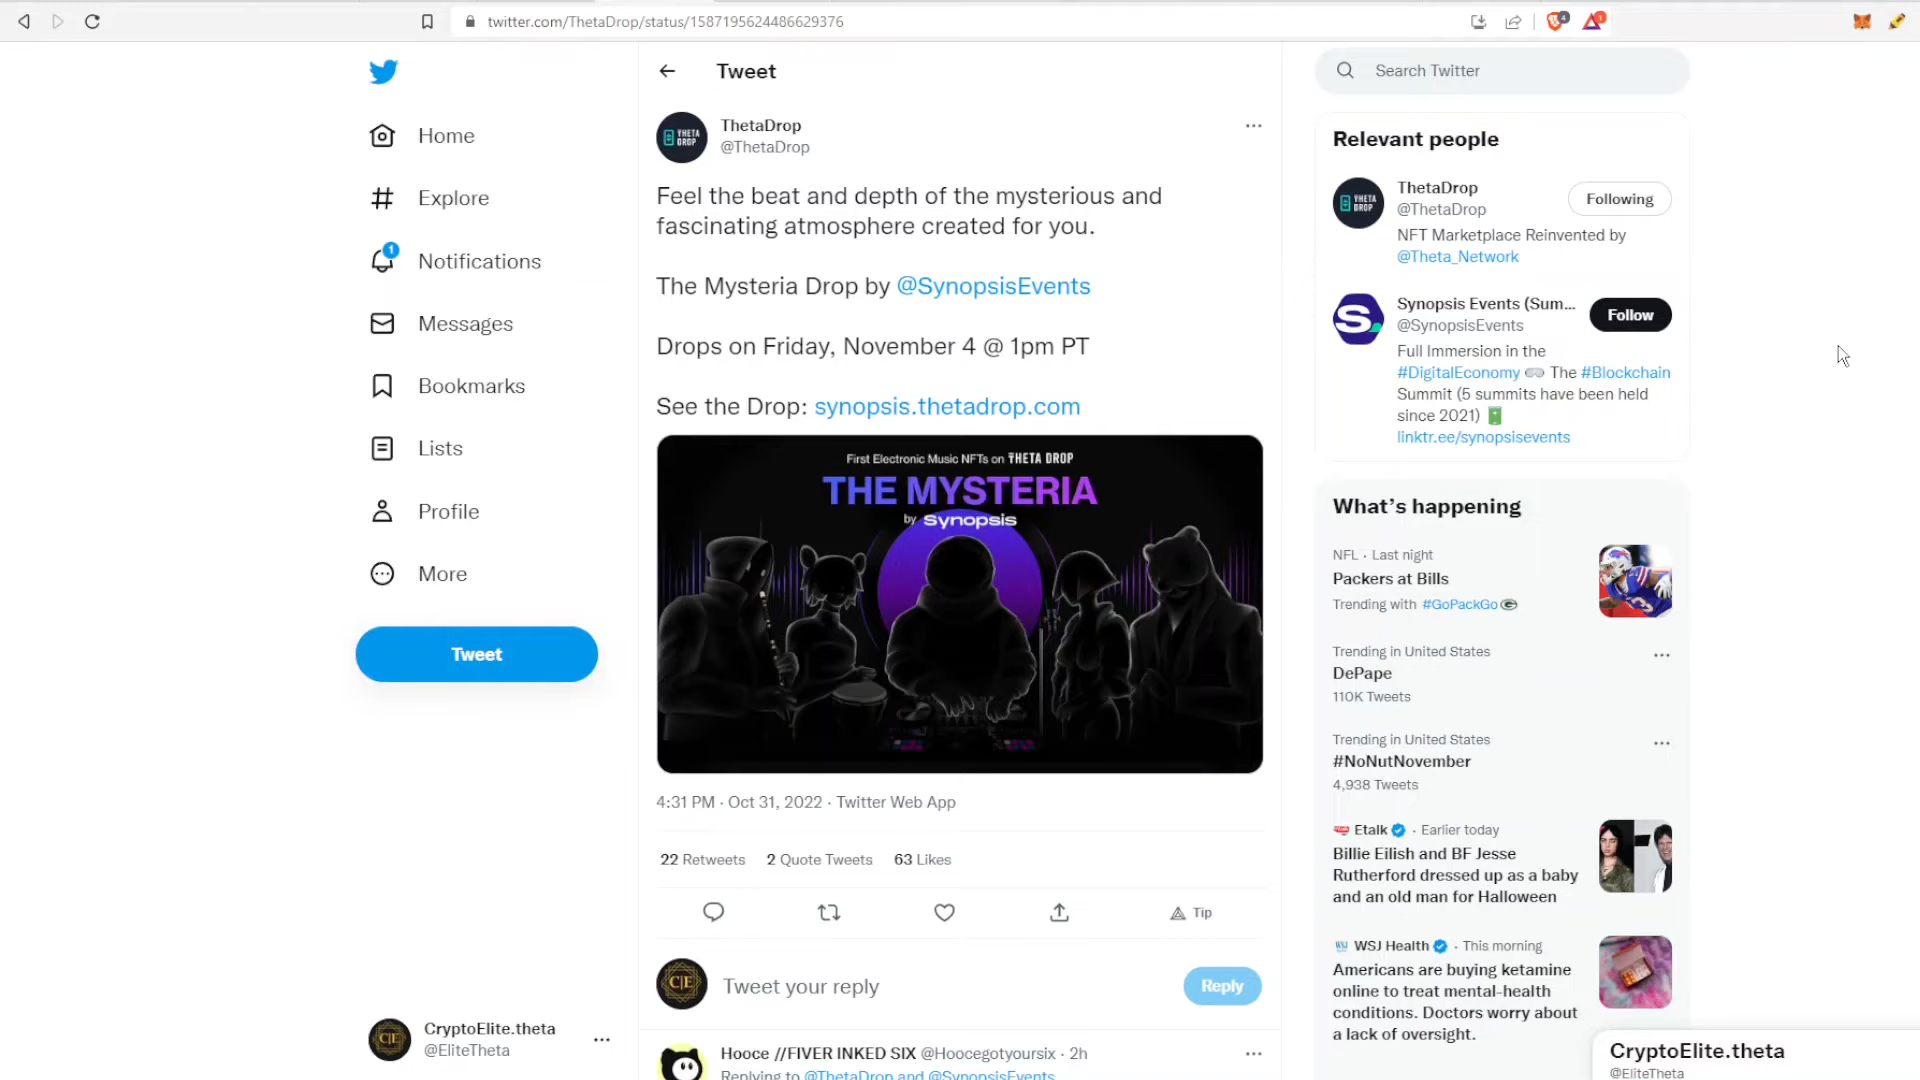 twitter.com/ThetaDrop/status/1587195624486629376
4
1
Home
Explore
1
Notifications
Messages
Bookmarks
Lists
Profile
More
Tweet
CryptoElite.theta
@EliteTheta
Tweet
THETA DROP
ThetaDrop
@ThetaDrop
Feel the beat and depth of the mysterious and
fascinating atmosphere created for you.
The Mysteria Drop by @SynopsisEvents
Drops on Friday, November 4 @ 1pm PT
See the Drop: synopsis.thetadrop.com
First Electronic Music NFTs on THETA DROP
THE MYSTERIA
by synopsis
4:31 PM · Oct 31, 2022 · Twitter Web App
22 Retweets 2 Quote Tweets 63 Likes
Tip
CE
Tweet your reply
Reply
Hooce //FIVER INKED SIX @Hoocegotyoursix · 2h
Replying to @ThetaDrop and @SynopsisEvents
Search Twitter
Relevant people
THETA DROP
ThetaDrop
@ThetaDrop
Following
NFT Marketplace Reinvented by
@Theta_Network
S
Synopsis Events (Sum...
@SynopsisEvents
Follow
Full Immersion in the
#DigitalEconomy The #Blockchain
Summit (5 summits have been held
since 2021)
linktr.ee/synopsisevents
What's happening
NFL · Last night
Packers at Bills
Trending with #GoPackGo
Trending in United States
DePape
110K Tweets
Trending in United States
#NoNutNovember
4,938 Tweets
Etalk · Earlier today
Billie Eilish and BF Jesse
Rutherford dressed up as a baby
and an old man for Halloween
WSJ Health · This morning
Americans are buying ketamine
online to treat mental-health
conditions. Doctors worry about
a lack of oversight.
CryptoElite.theta
@EliteTheta